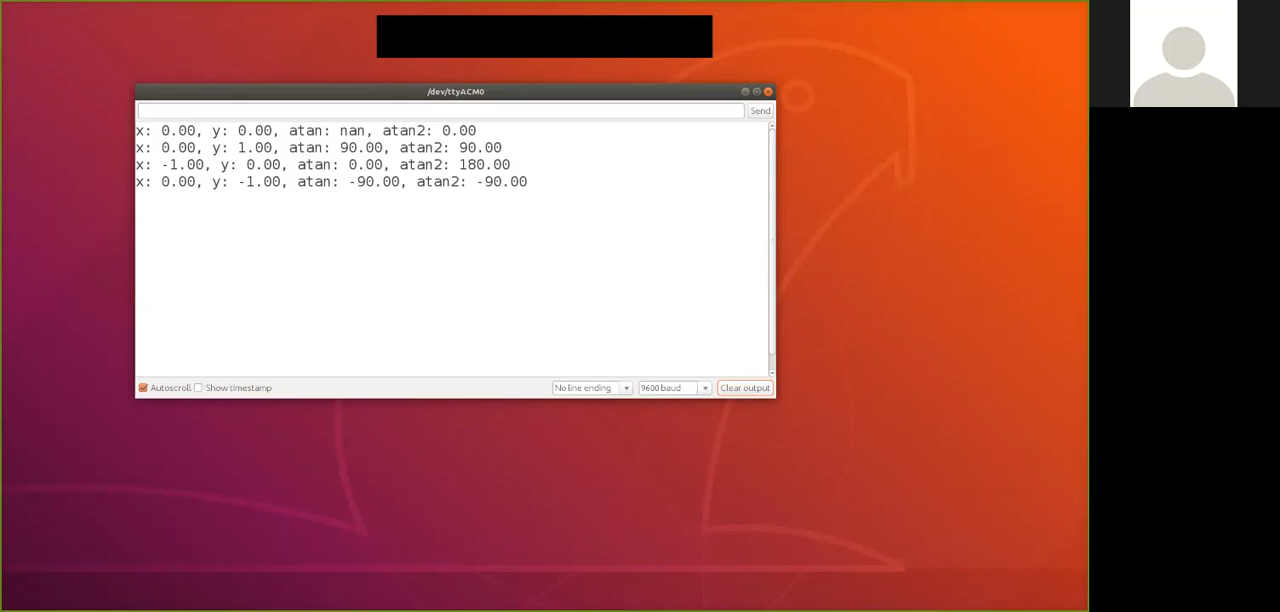 /dev/ttyACM0
Send
x: 0.00, y: 0.00, atan: nan, atan2: 0.00
x: 0.00, y: 1.00, atan: 90.00, atan2: 90.00
x: -1.00, y: 0.00, atan: 0.00, atan2: 180.00
x: 0.00, y: -1.00, atan: -90.00, atan2: -90.00
Autoscroll Show timestamp No line ending 9600 baud Clear output